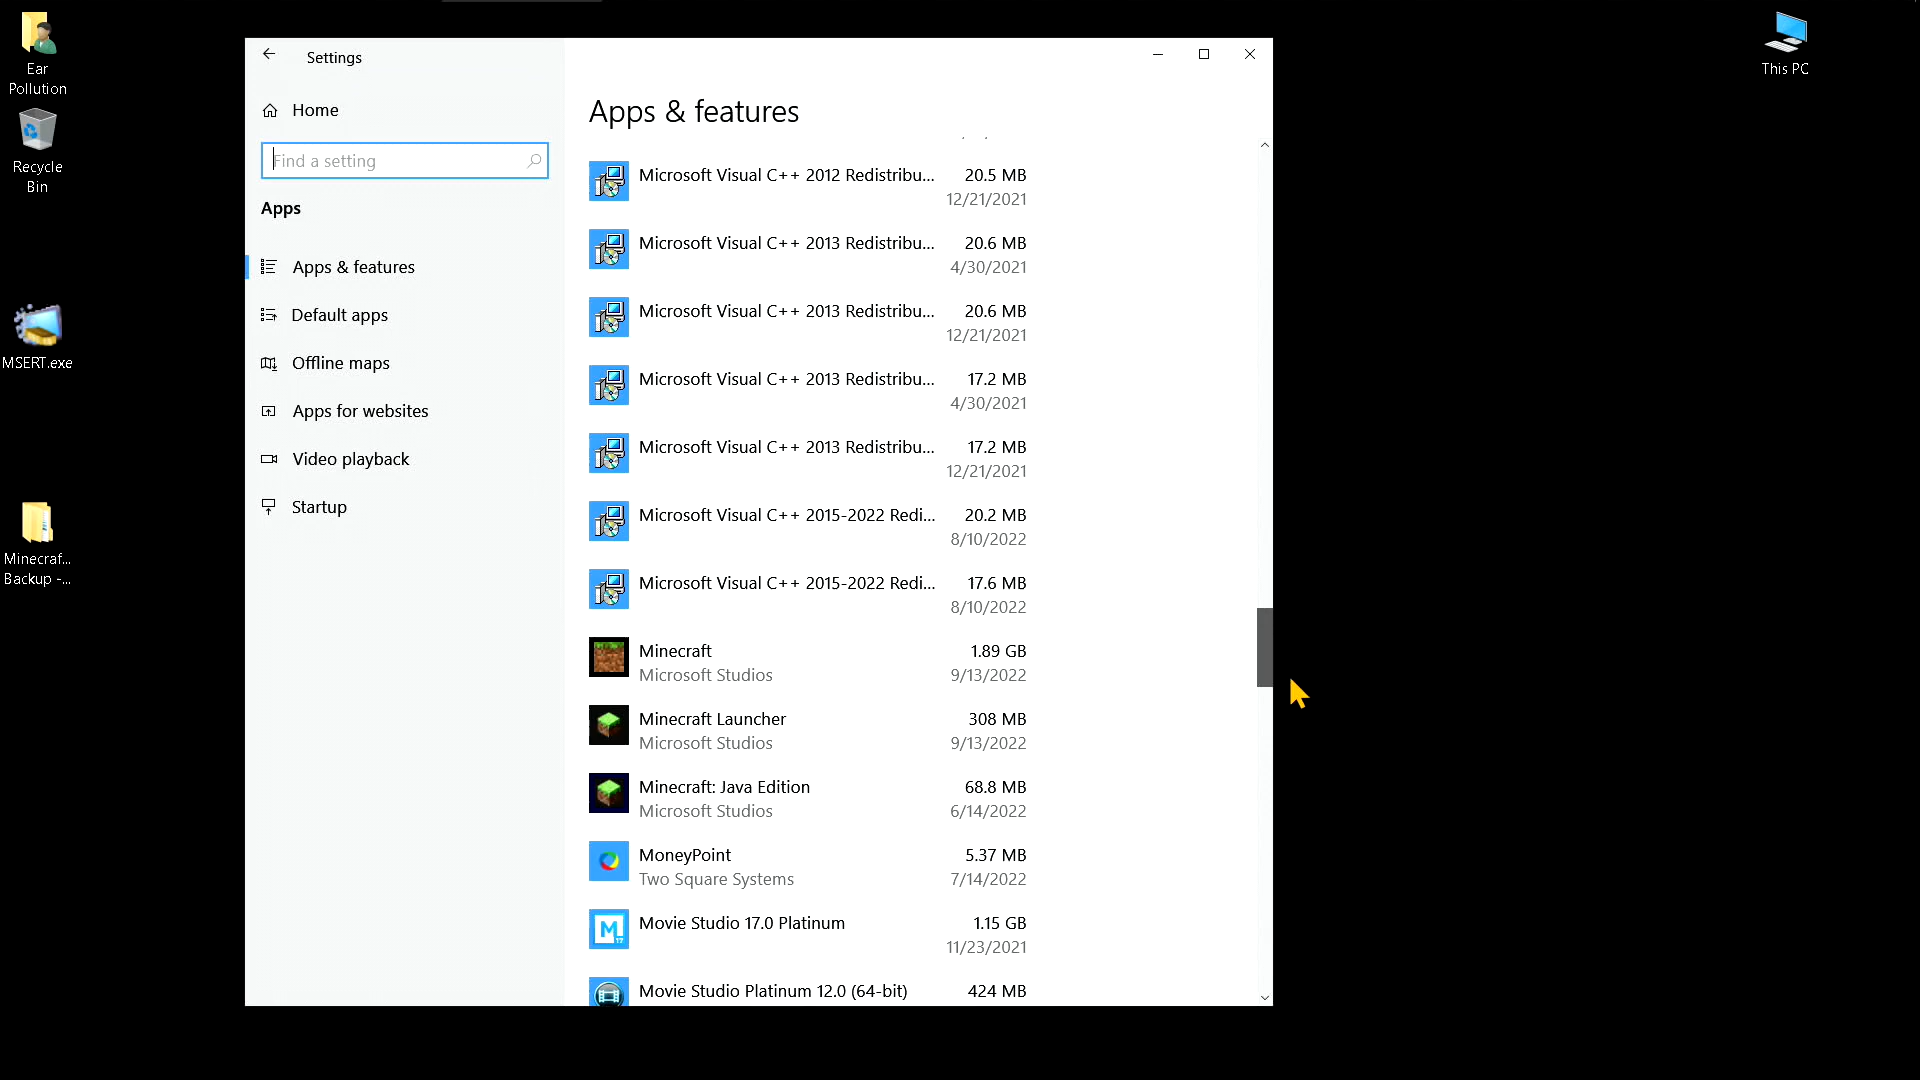 Ear
Pollution
Recycle
Bin
MSERT.exe
Minecraf...
Backup -...
This PC
Settings
Home
Find a setting
Apps
Apps & features
Default apps
Offline maps
Apps for websites
Video playback
Startup
Apps & features
Microsoft Visual C++ 2012 Redistribu... 20.5 MB
12/21/2021
Microsoft Visual C++ 2013 Redistribu... 20.6 MB
4/30/2021
Microsoft Visual C++ 2013 Redistribu... 20.6 MB
12/21/2021
Microsoft Visual C++ 2013 Redistribu... 17.2 MB
4/30/2021
Microsoft Visual C++ 2013 Redistribu... 17.2 MB
12/21/2021
Microsoft Visual C++ 2015-2022 Redi... 20.2 MB
8/10/2022
Microsoft Visual C++ 2015-2022 Redi... 17.6 MB
8/10/2022
Minecraft 1.89 GB
Microsoft Studios 9/13/2022
Minecraft Launcher 308 MB
Microsoft Studios 9/13/2022
Minecraft: Java Edition 68.8 MB
Microsoft Studios 6/14/2022
MoneyPoint 5.37 MB
Two Square Systems 7/14/2022
M 17
Movie Studio 17.0 Platinum 1.15 GB
11/23/2021
Movie Studio Platinum 12.0 (64-bit) 424 MB